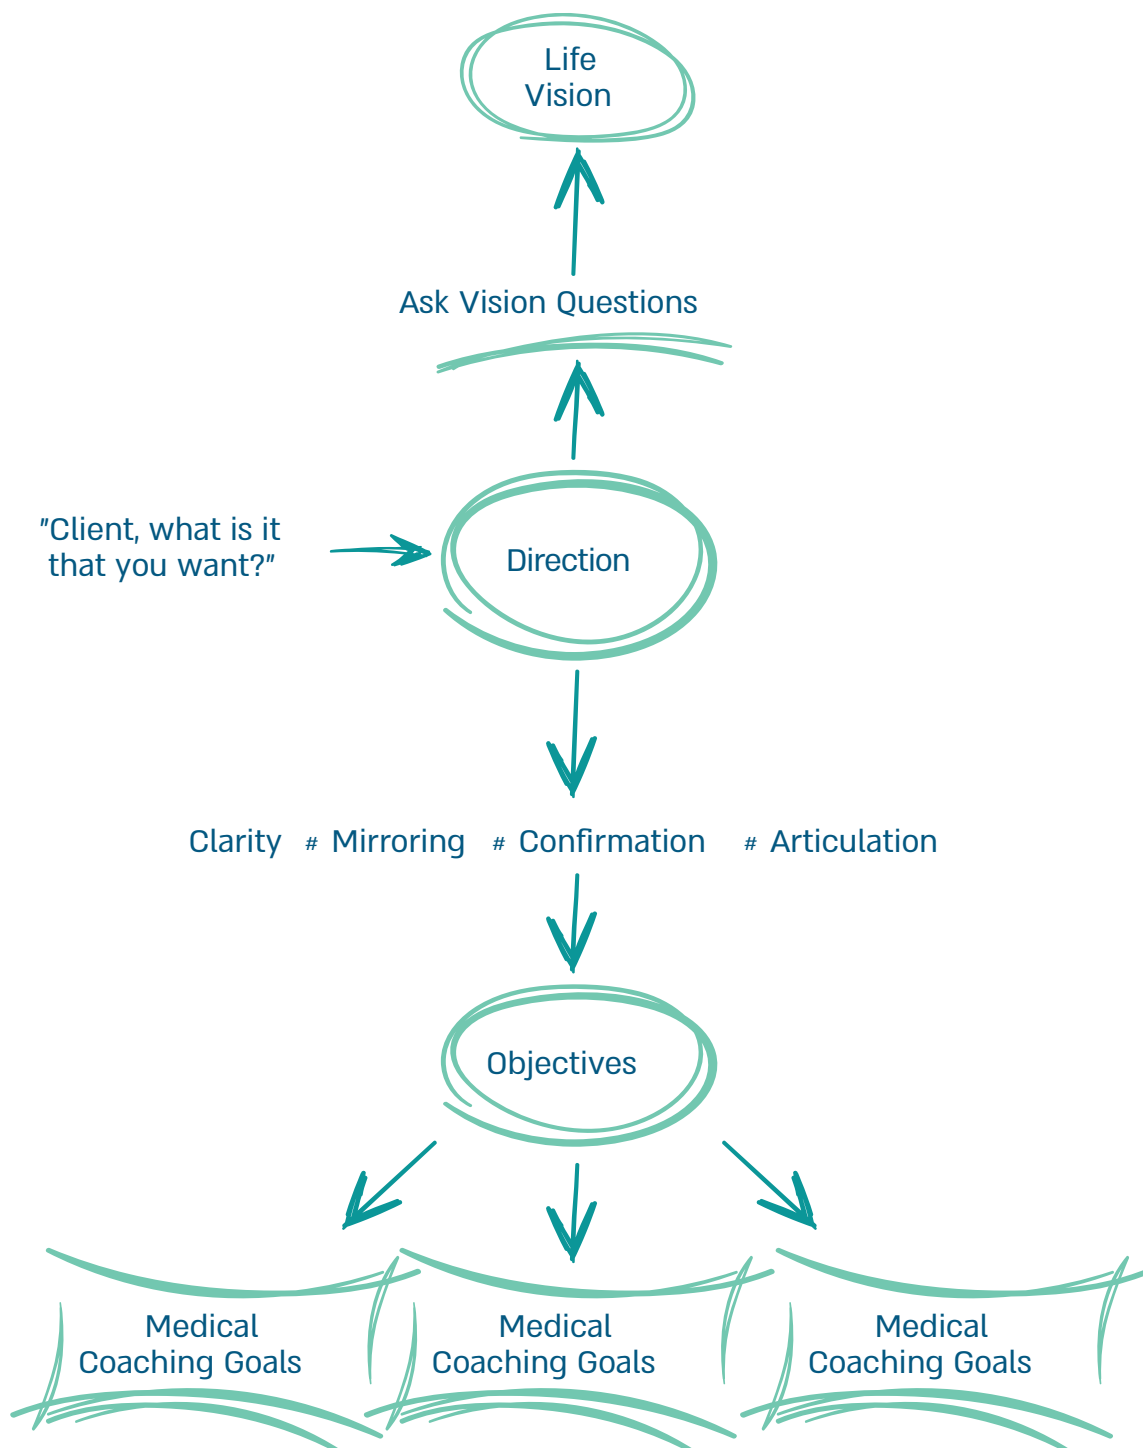 Life
Vision
Ask Vision Questions
"Client, what is it
that you want?"
Direction
Clarity # Mirroring # Confirmation # Articulation
Objectives
Medical
Coaching Goals
Medical
Coaching Goals
Medical
Coaching Goals